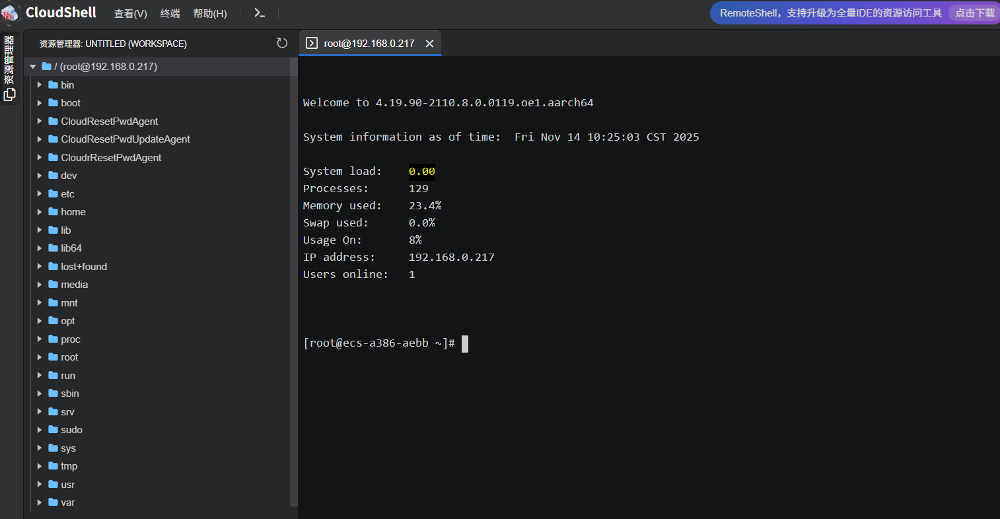 CloudShell 查看(V) 终端 帮助(H)
RemoteShell，支持升级为全量IDE的资源访问工具 点击下载
资源管理器
资源管理器: UNTITLED (WORKSPACE)
/ (root@192.168.0.217)
bin
boot
CloudResetPwdAgent
CloudResetPwdUpdateAgent
CloudrResetPwdAgent
dev
etc
home
lib
lib64
lost+found
media
mnt
opt
proc
root
run
sbin
srv
sudo
sys
tmp
usr
var
root@192.168.0.217
Welcome to 4.19.90-2110.8.0.0119.oe1.aarch64
System information as of time:  Fri Nov 14 10:25:03 CST 2025
System load:    0.00
Processes:      129
Memory used:    23.4%
Swap used:      0.0%
Usage On:       8%
IP address:     192.168.0.217
Users online:   1
[root@ecs-a386-aebb ~]#